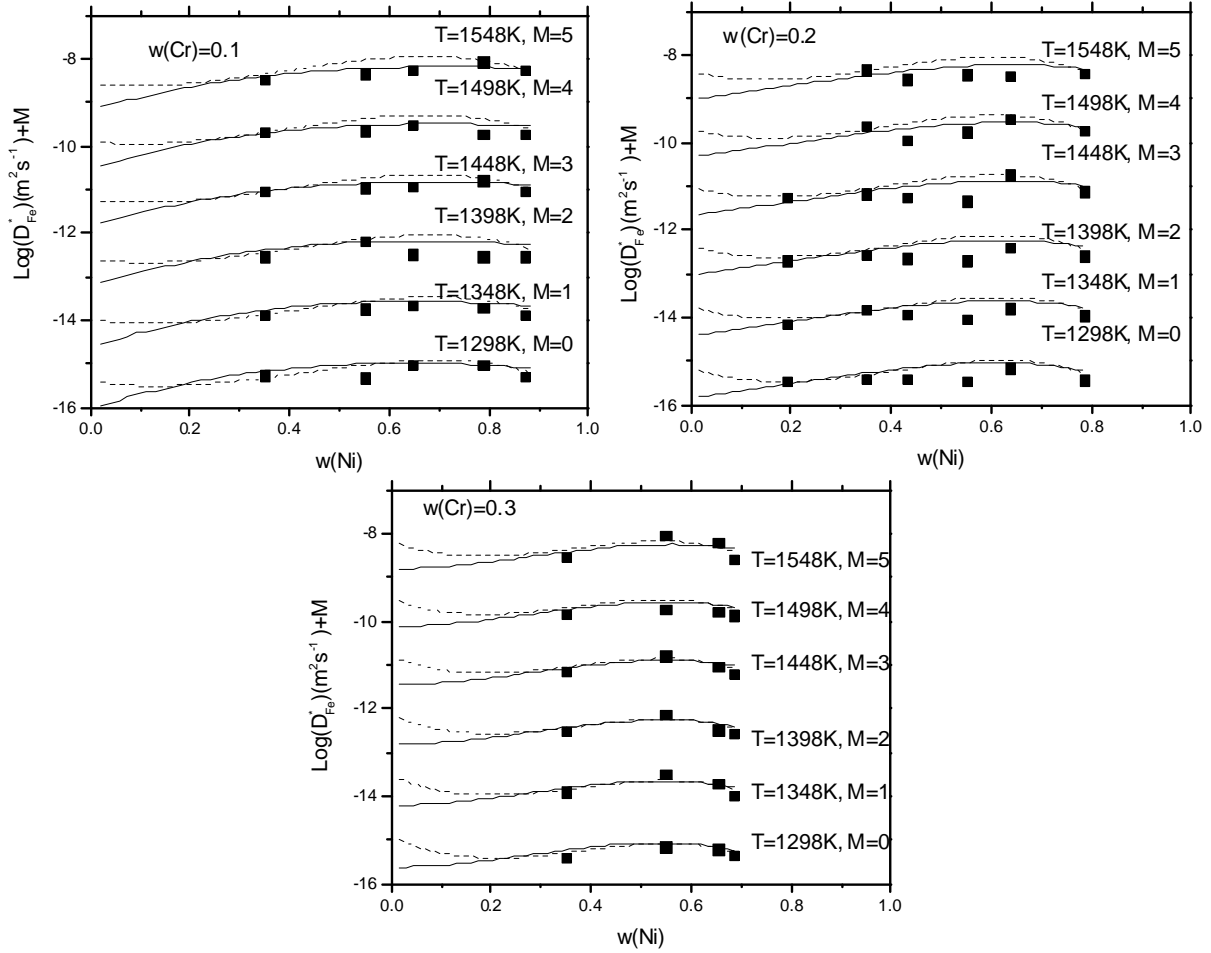 w(Cr)=0.1
T=1548K, M=5
T=1498K, M=4
T=1448K, M=3
T=1398K, M=2
T=1348K, M=1
T=1298K, M=0
Log(D*Fe)(m²s⁻¹)+M
-8
-10
-12
-14
-16
0.0 0.2 0.4 0.6 0.8 1.0
w(Ni)
w(Cr)=0.2
T=1548K, M=5
T=1498K, M=4
T=1448K, M=3
T=1398K, M=2
T=1348K, M=1
T=1298K, M=0
Log(D*Fe)(m²s⁻¹)+M
-8
-10
-12
-14
-16
0.0 0.2 0.4 0.6 0.8 1.0
w(Ni)
w(Cr)=0.3
T=1548K, M=5
T=1498K, M=4
T=1448K, M=3
T=1398K, M=2
T=1348K, M=1
T=1298K, M=0
Log(D*Fe)(m²s⁻¹)+M
-8
-10
-12
-14
-16
0.0 0.2 0.4 0.6 0.8 1.0
w(Ni)